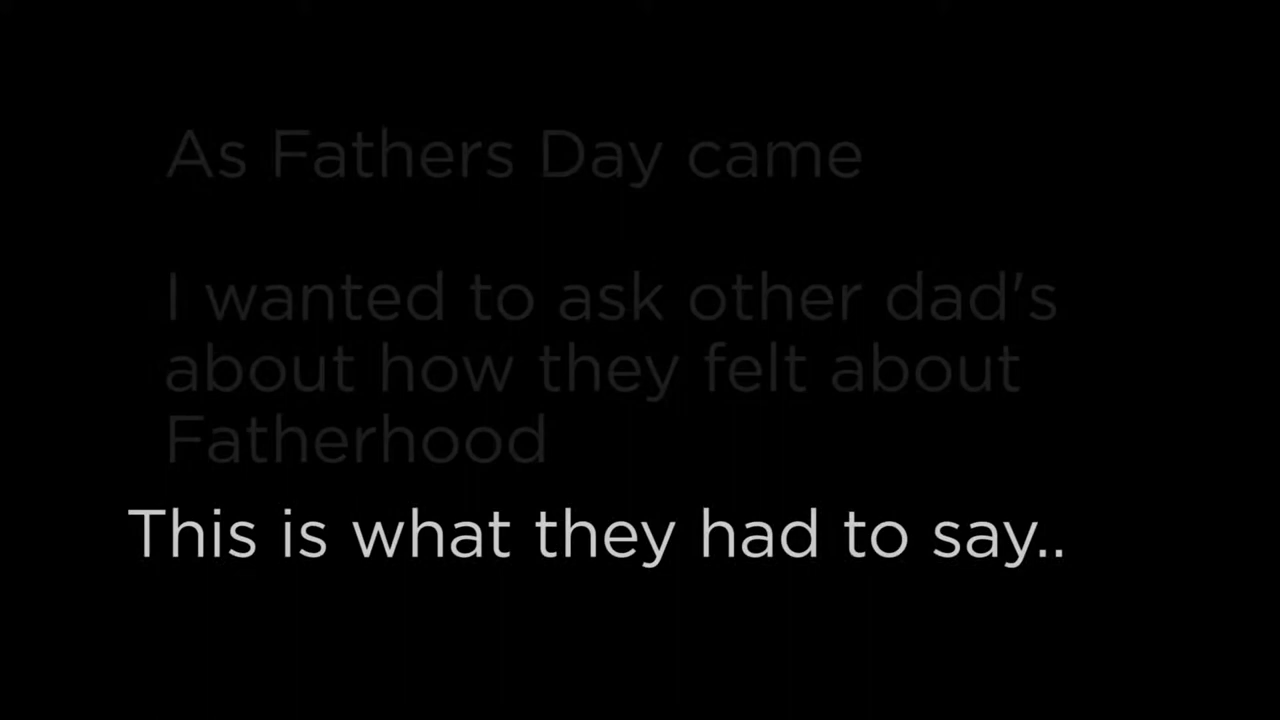 As Fathers Day came
I wanted to ask other dad's
about how they felt about
Fatherhood
This is what they had to say..